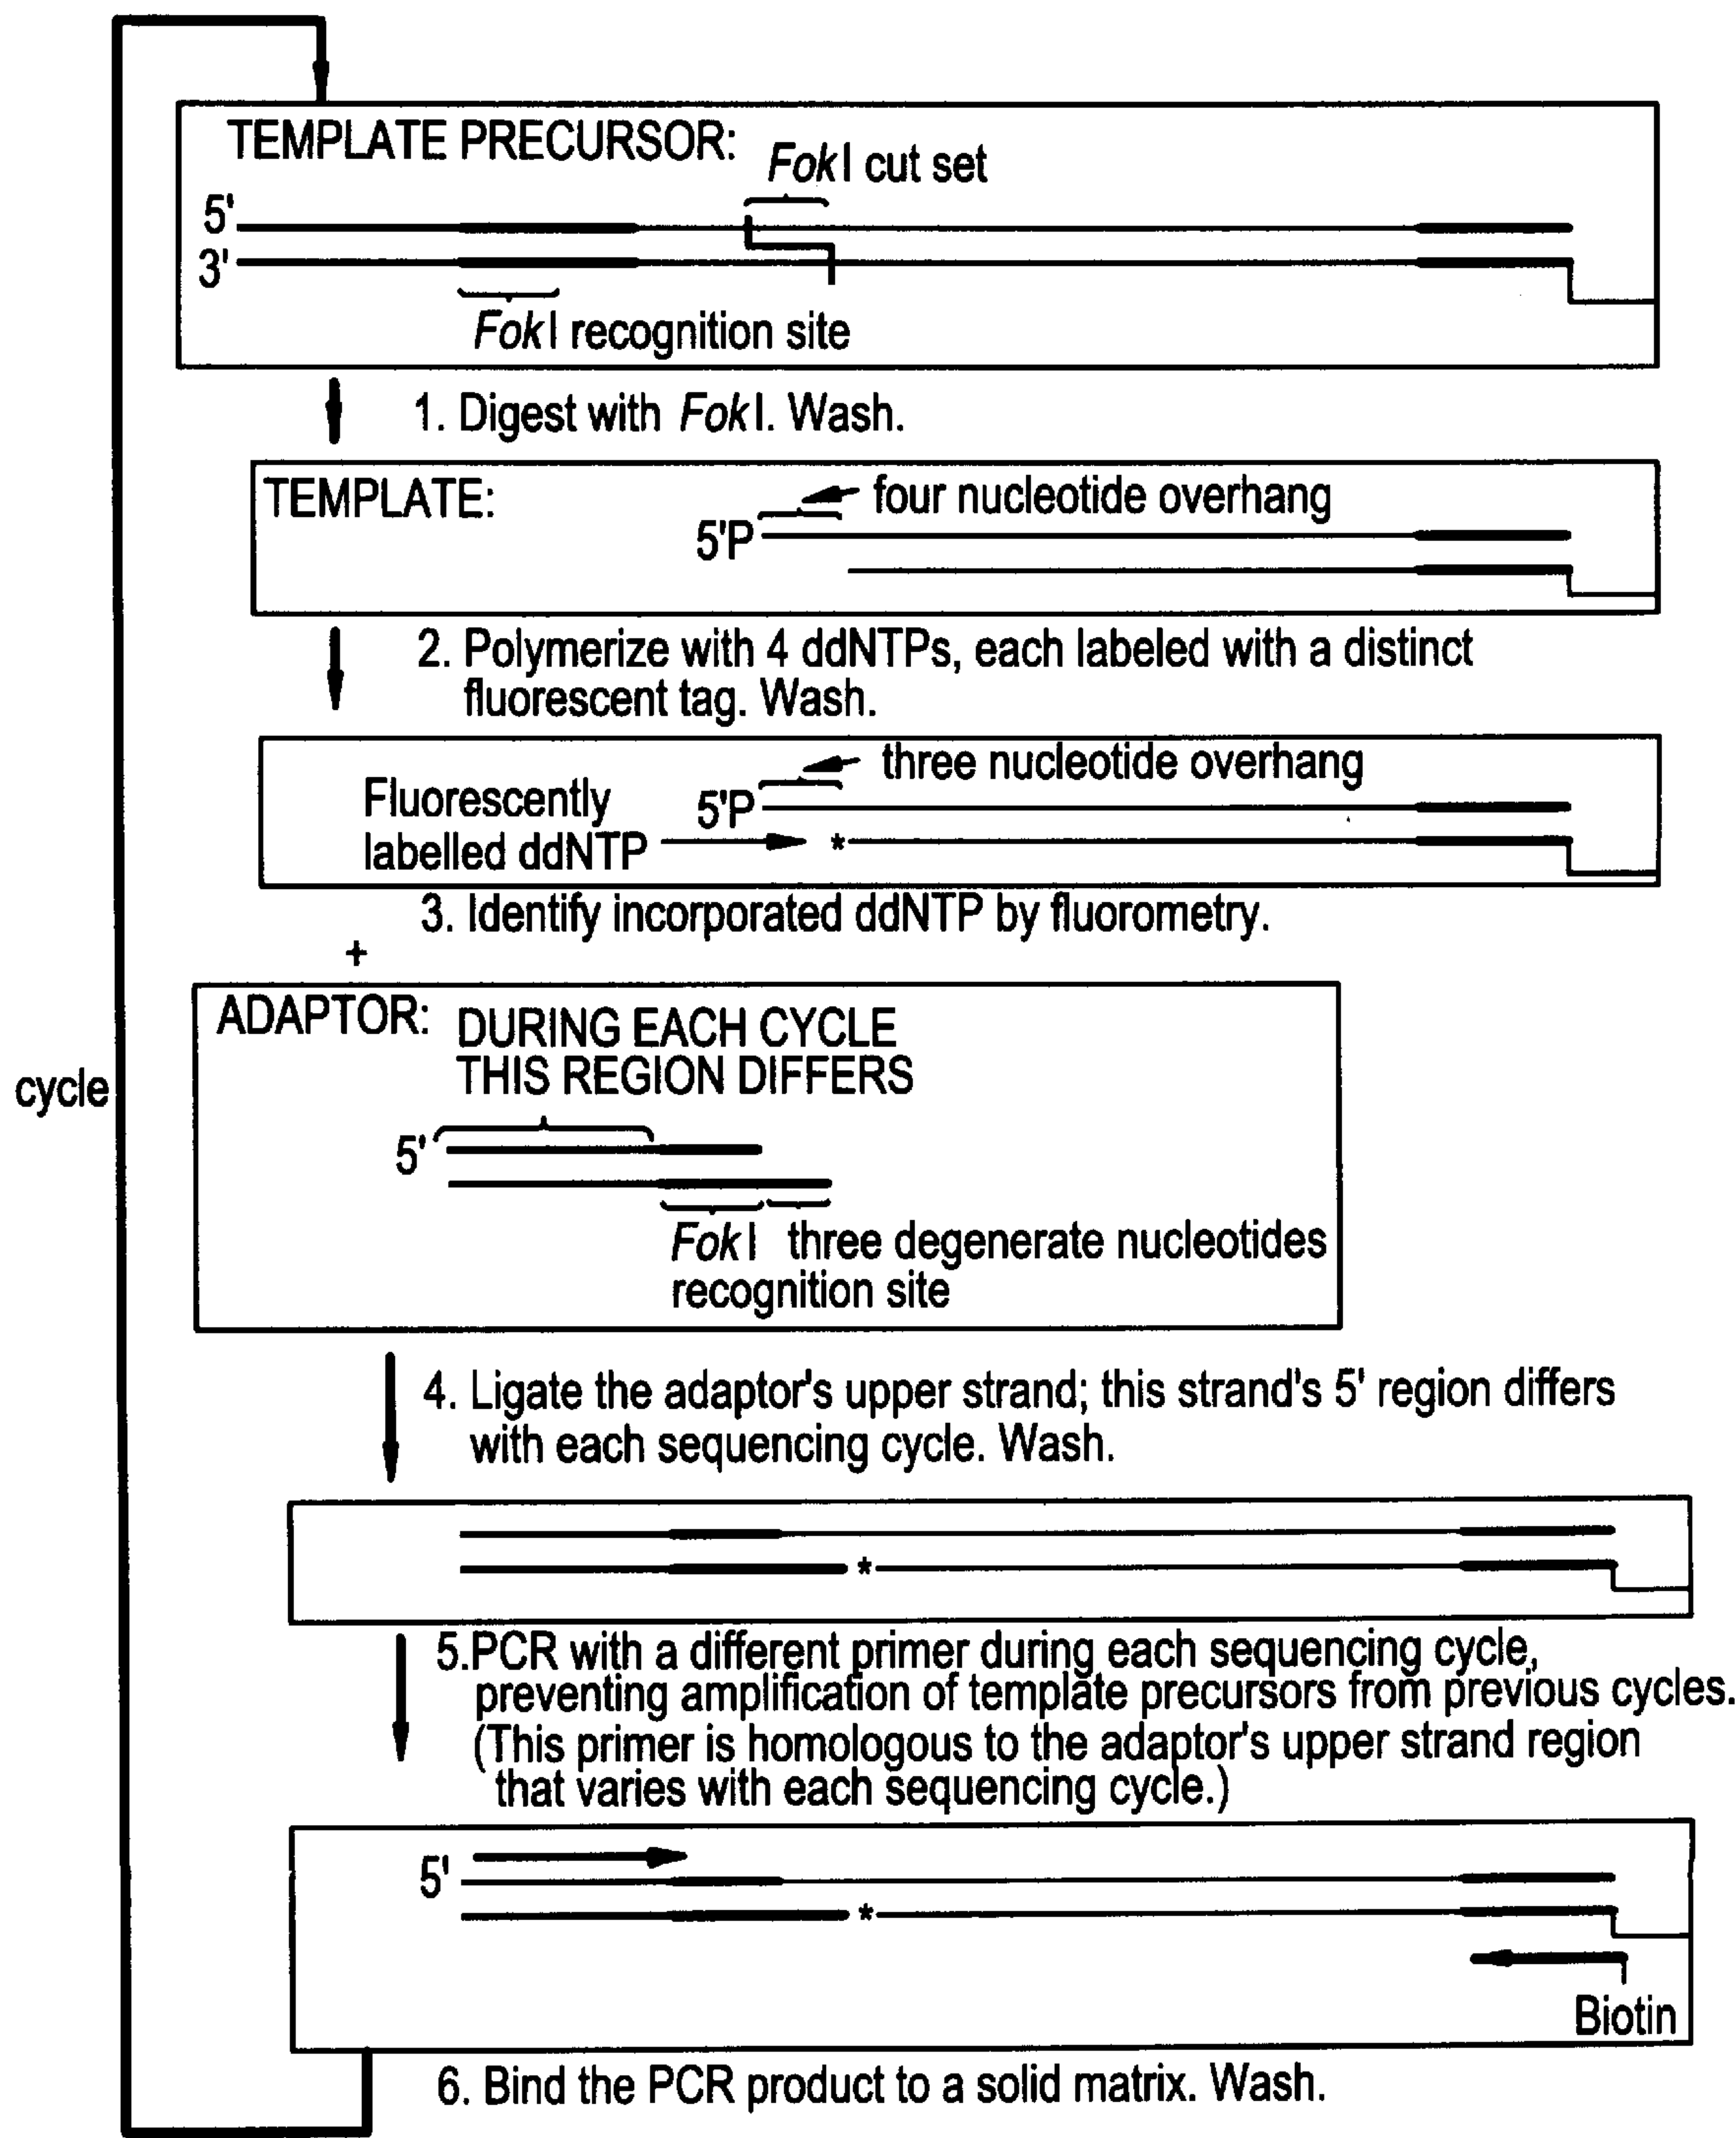 TEMPLATE PRECURSOR:
FokI cut set
5'
3'
FokI recognition site
1. Digest with FokI. Wash.
TEMPLATE:
four nucleotide overhang
5'P
2. Polymerize with 4 ddNTPs, each labeled with a distinct
fluorescent tag. Wash.
three nucleotide overhang
Fluorescently
labelled ddNTP
5'P
*
3. Identify incorporated ddNTP by fluorometry.
+
ADAPTOR:
DURING EACH CYCLE
THIS REGION DIFFERS
cycle
5'
FokI three degenerate nucleotides
recognition site
4. Ligate the adaptor's upper strand; this strand's 5' region differs
with each sequencing cycle. Wash.
*
5.PCR with a different primer during each sequencing cycle,
preventing amplification of template precursors from previous cycles.
(This primer is homologous to the adaptor's upper strand region
that varies with each sequencing cycle.)
5'
*
Biotin
6. Bind the PCR product to a solid matrix. Wash.